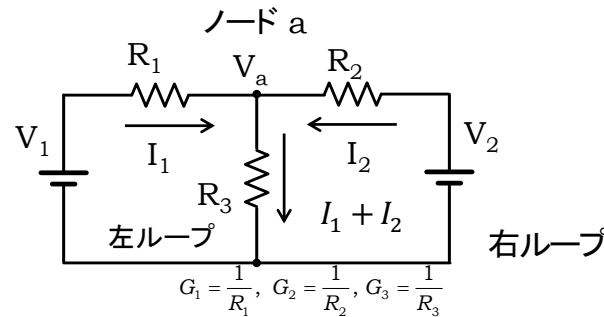 ノード a
R₁
Vₐ
R₂
V₁
I₁
I₂
V₂
R₃
I₁ + I₂
左ループ
右ループ
G₁ = 1/R₁, G₂ = 1/R₂, G₃ = 1/R₃